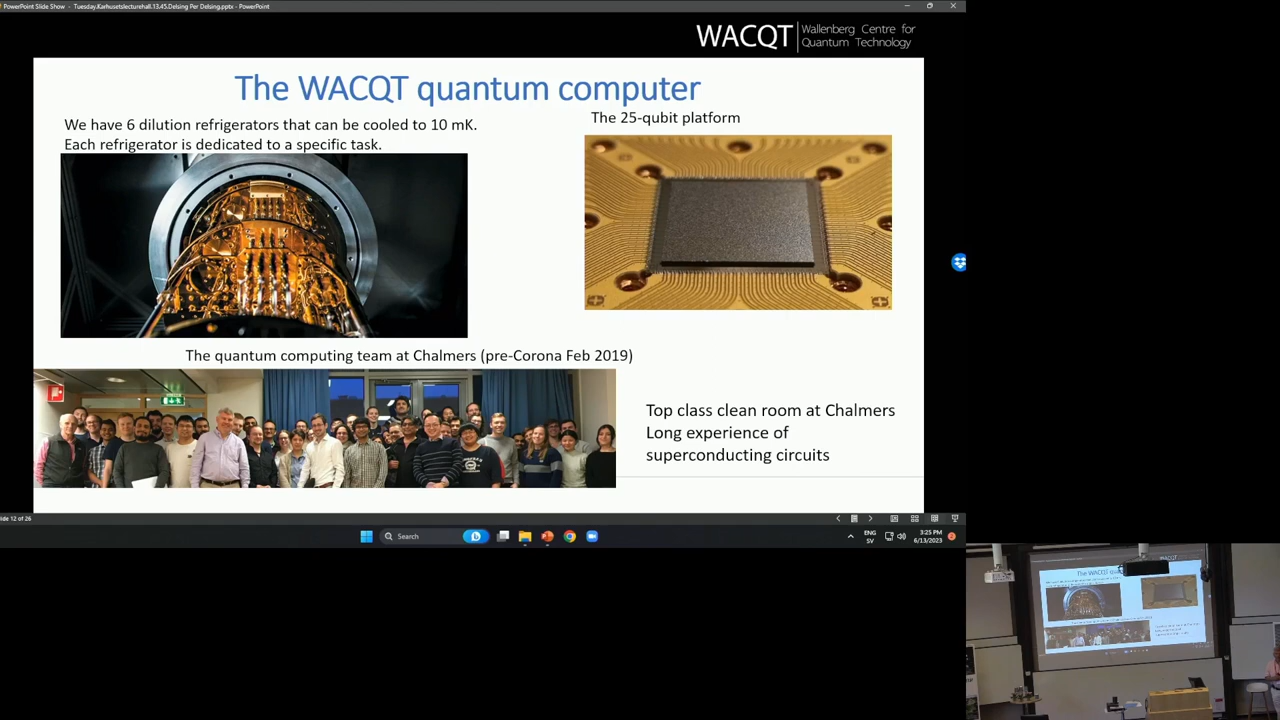 PowerPoint Slide Show - Tuesday.Karhusetslecturehall.13.45.Delsing Per Delsing.pptx - PowerPoint
WACQT
Wallenberg Centre for
Quantum Technology
The WACQT quantum computer
We have 6 dilution refrigerators that can be cooled to 10 mK.
Each refrigerator is dedicated to a specific task.
The 25-qubit platform
The quantum computing team at Chalmers (pre-Corona Feb 2019)
Top class clean room at Chalmers
Long experience of
superconducting circuits
lide 12 of 26
Search
ENG
SV
3:25 PM
6/13/2023
2